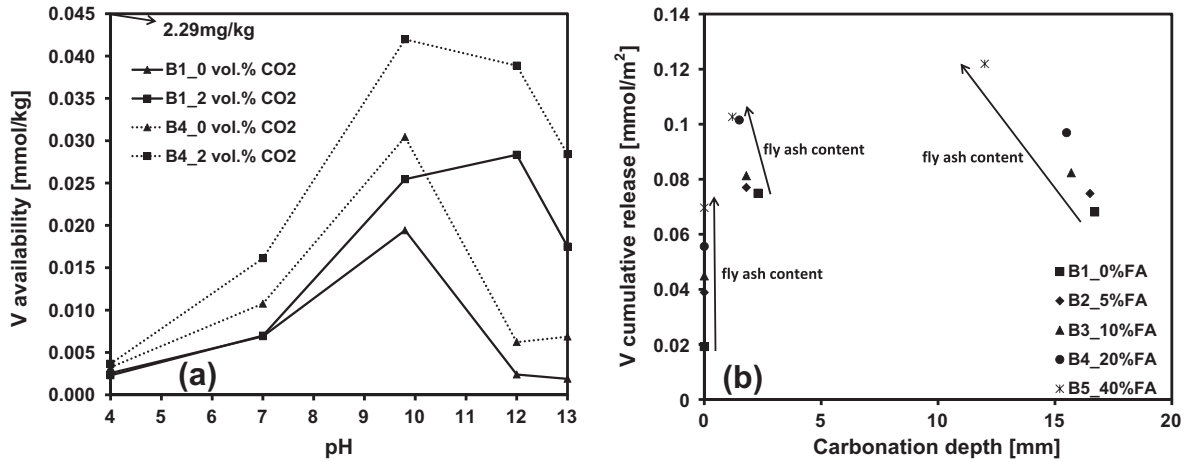 0.045
0.040
0.035
0.030
0.025
0.020
0.015
0.010
0.005
0.000
V availability [mmol/kg]
2.29mg/kg
B1_0 vol.% CO2
B1_2 vol.% CO2
B4_0 vol.% CO2
B4_2 vol.% CO2
(a)
4 5 6 7 8 9 10 11 12 13
pH
0.14
0.12
0.1
0.08
0.06
0.04
0.02
0
V cumulative release [mmol/m²]
fly ash content
fly ash content
fly ash content
B1_0%FA
B2_5%FA
B3_10%FA
B4_20%FA
B5_40%FA
(b)
0 5 10 15 20
Carbonation depth [mm]